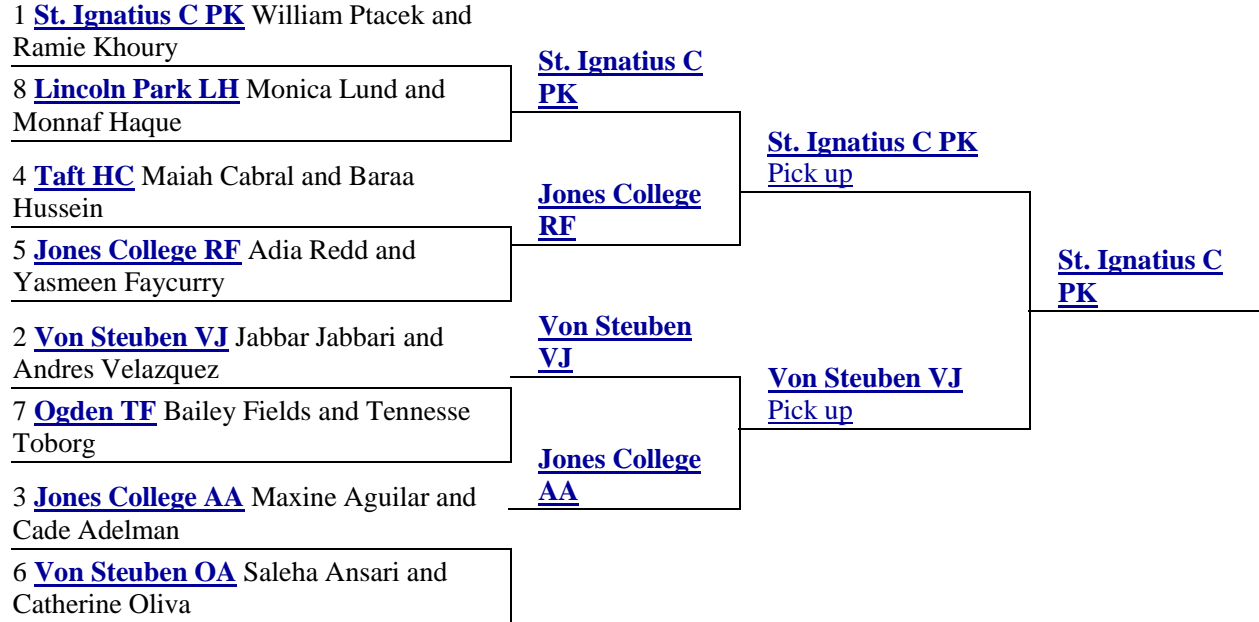 1 St. Ignatius C PK William Ptacek and
Ramie Khoury
8 Lincoln Park LH Monica Lund and
Monnaf Haque
4 Taft HC Maiah Cabral and Baraa
Hussein
5 Jones College RF Adia Redd and
Yasmeen Faycurry
2 Von Steuben VJ Jabbar Jabbari and
Andres Velazquez
7 Ogden TF Bailey Fields and Tennesse
Toborg
3 Jones College AA Maxine Aguilar and
Cade Adelman
6 Von Steuben OA Saleha Ansari and
Catherine Oliva
St. Ignatius C
PK
Jones College
RF
Von Steuben
VJ
Jones College
AA
St. Ignatius C PK
Pick up
Von Steuben VJ
Pick up
St. Ignatius C
PK